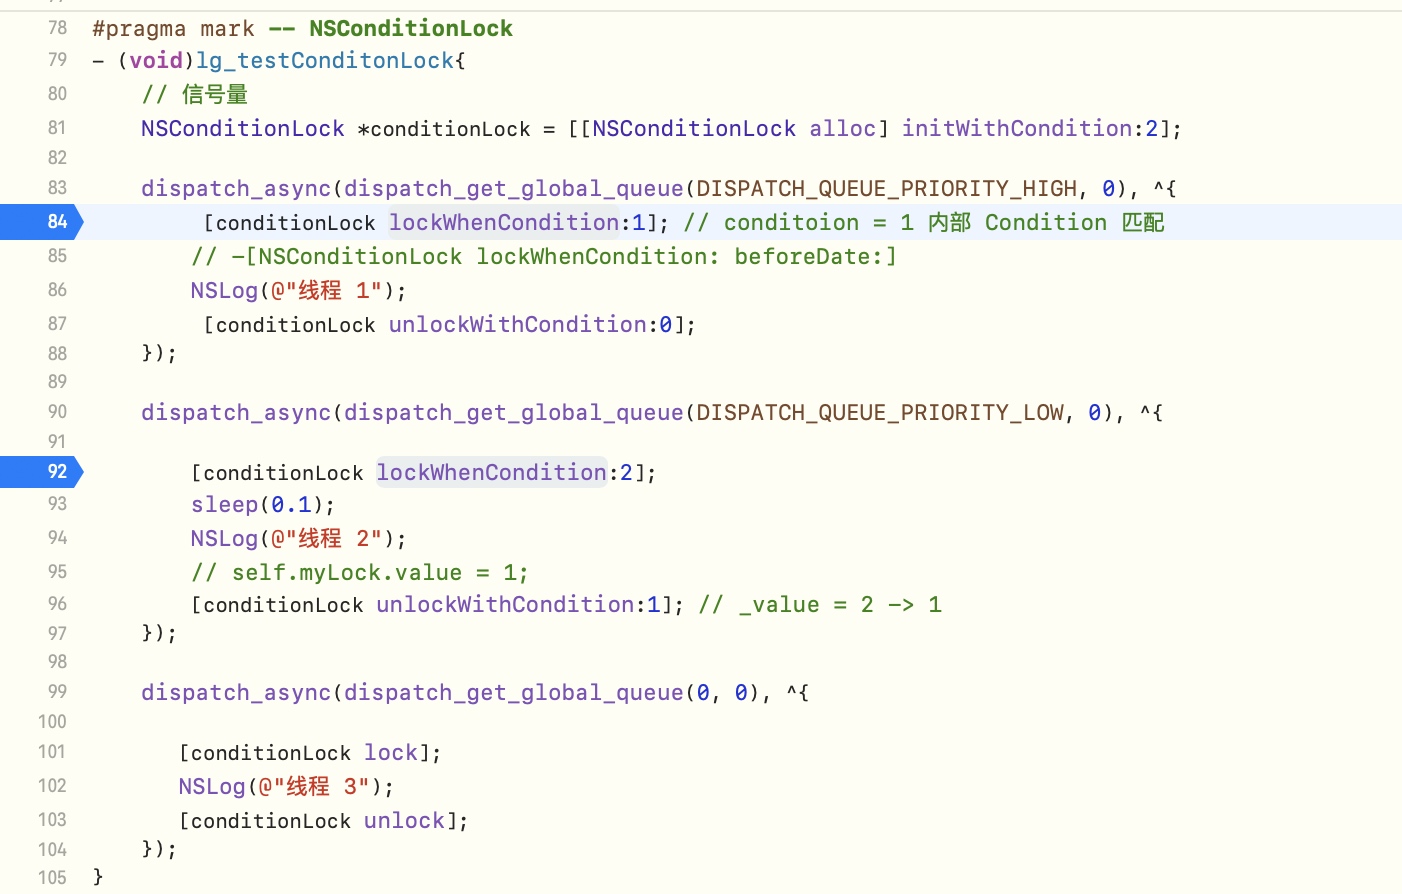 78 #pragma mark -- NSConditionLock
79 - (void)lg_testConditonLock{
80 // 信号量
81 NSConditionLock *conditionLock = [[NSConditionLock alloc] initWithCondition:2];
82
83 dispatch_async(dispatch_get_global_queue(DISPATCH_QUEUE_PRIORITY_HIGH, 0), ^{
84 [conditionLock lockWhenCondition:1]; // conditoion = 1 内部 Condition 匹配
85 // -[NSConditionLock lockWhenCondition: beforeDate:]
86 NSLog(@"线程 1");
87 [conditionLock unlockWithCondition:0];
88 });
89
90 dispatch_async(dispatch_get_global_queue(DISPATCH_QUEUE_PRIORITY_LOW, 0), ^{
91
92 [conditionLock lockWhenCondition:2];
93 sleep(0.1);
94 NSLog(@"线程 2");
95 // self.myLock.value = 1;
96 [conditionLock unlockWithCondition:1]; // _value = 2 -> 1
97 });
98
99 dispatch_async(dispatch_get_global_queue(0, 0), ^{
100
101 [conditionLock lock];
102 NSLog(@"线程 3");
103 [conditionLock unlock];
104 });
105 }